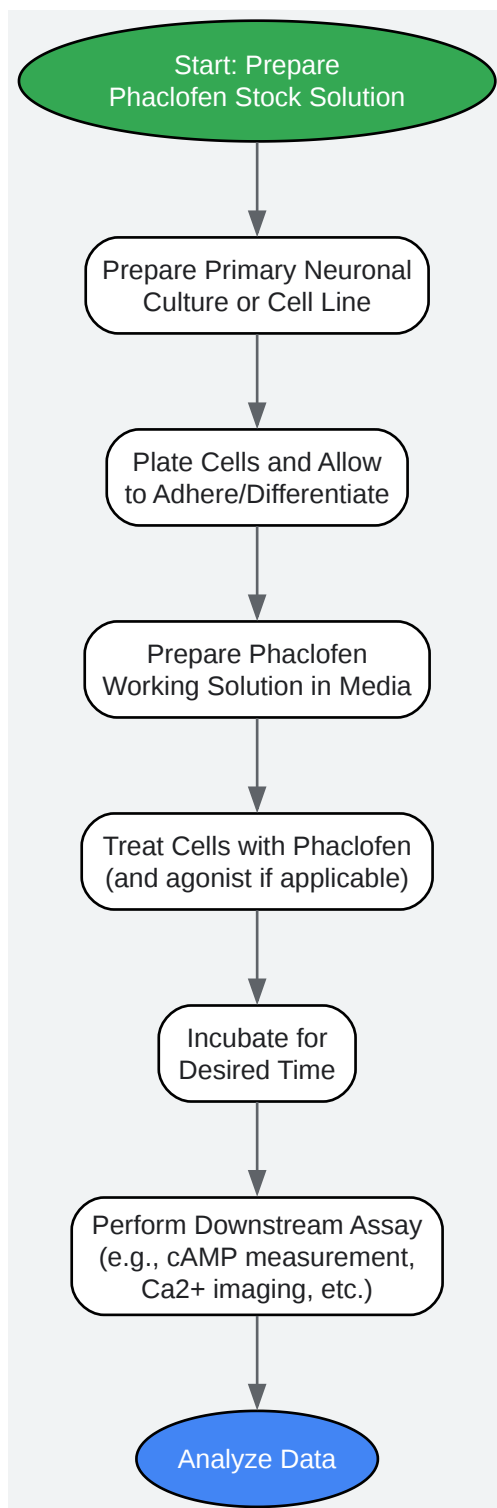 Start: Prepare
Phaclofen Stock Solution
Prepare Primary Neuronal
Culture or Cell Line
Plate Cells and Allow
to Adhere/Differentiate
Prepare Phaclofen
Working Solution in Media
Treat Cells with Phaclofen
(and agonist if applicable)
Incubate for
Desired Time
Perform Downstream Assay
(e.g., cAMP measurement,
Ca2+ imaging, etc.)
Analyze Data